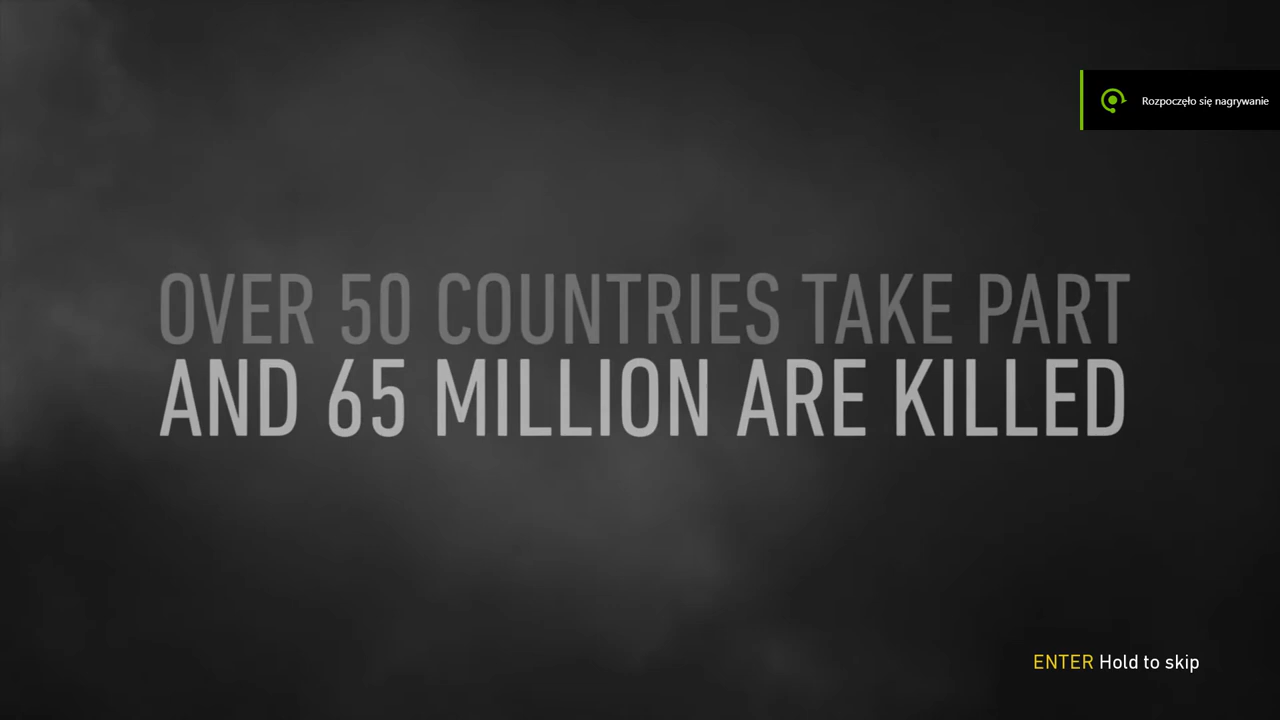 Rozpoczęło się nagrywanie
OVER 50 COUNTRIES TAKE PART
AND 65 MILLION ARE KILLED
ENTER Hold to skip